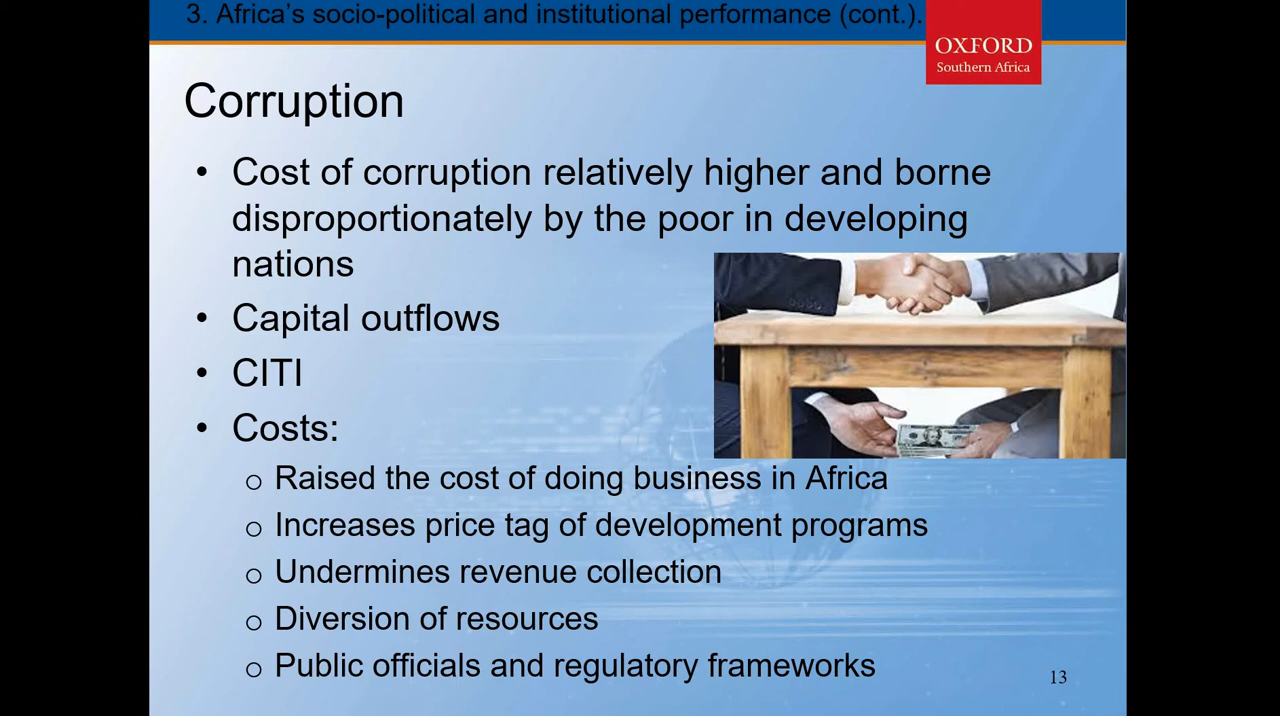 3. Africa’s socio-political and institutional performance (cont.).
OXFORD
Southern Africa
Corruption
• Cost of corruption relatively higher and borne
disproportionately by the poor in developing
nations
• Capital outflows
• CITI
• Costs:
o Raised the cost of doing business in Africa
o Increases price tag of development programs
o Undermines revenue collection
o Diversion of resources
o Public officials and regulatory frameworks
13